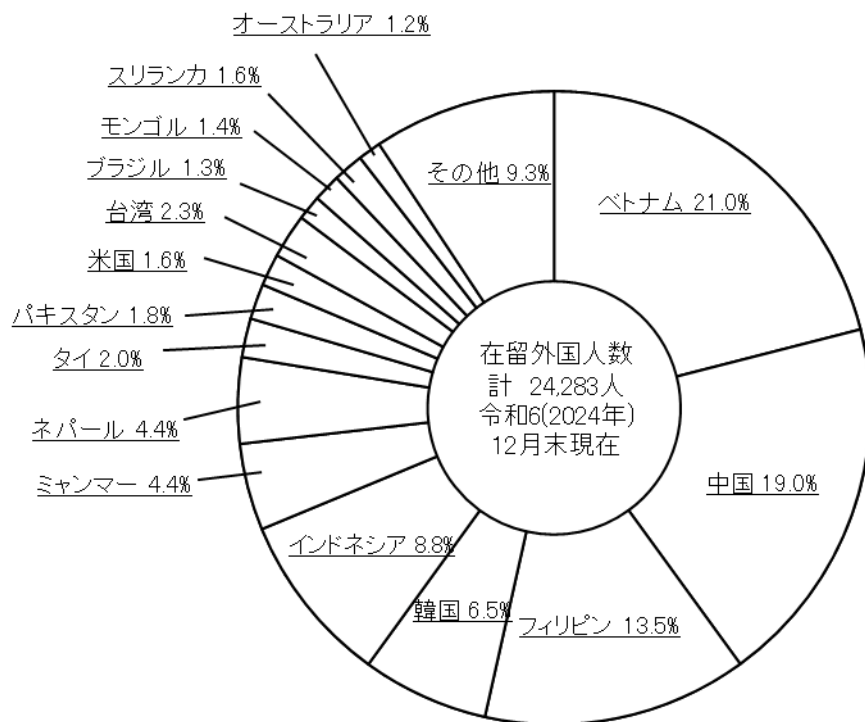 オーストラリア 1.2%
スリランカ 1.6%
モンゴル 1.4%
ブラジル 1.3%
台湾 2.3%
米国 1.6%
パキスタン 1.8%
タイ 2.0%
ネパール 4.4%
ミャンマー 4.4%
インドネシア 8.8%
韓国 6.5%
フィリピン 13.5%
中国 19.0%
ベトナム 21.0%
その他 9.3%
在留外国人数
計 24,283人
令和6(2024年)
12月末現在